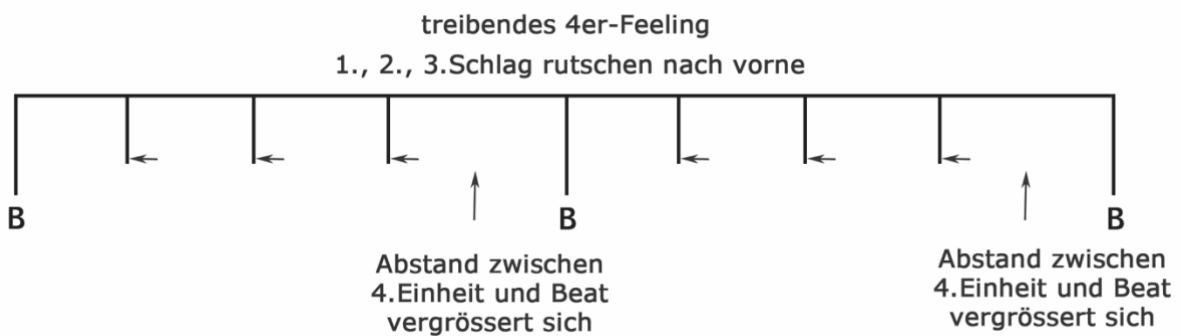 treibendes 4er-Feeling
1., 2., 3.Schlag rutschen nach vorne
B
B
B
Abstand zwischen
4.Einheit und Beat
vergrössert sich
Abstand zwischen
4.Einheit und Beat
vergrössert sich